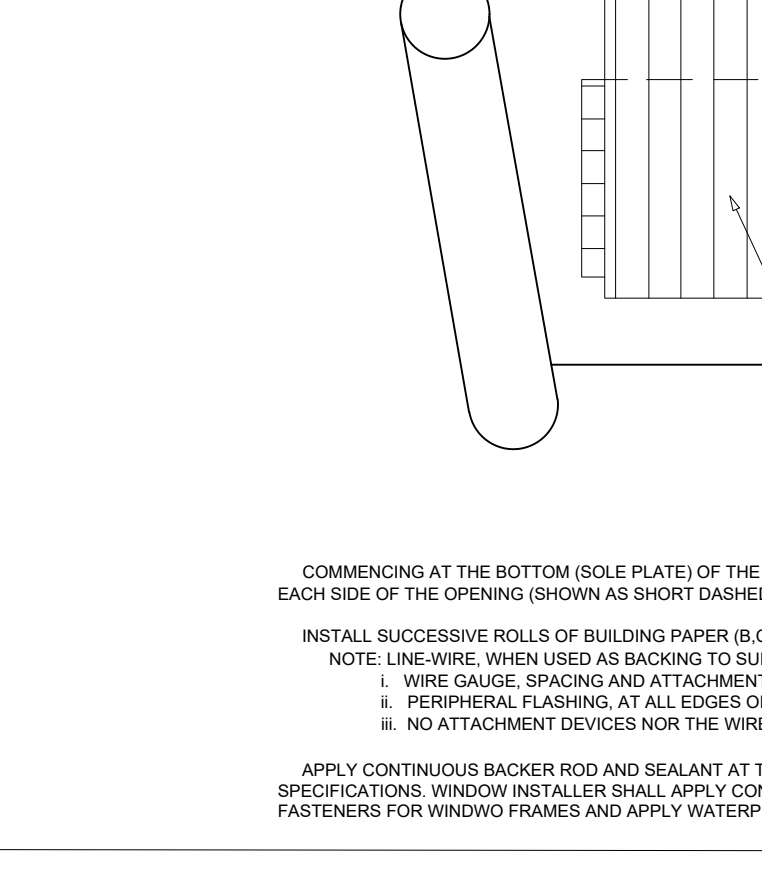 COMMENCING AT THE BOTTOM (SOLE PLATE) OF THE
EACH SIDE OF THE OPENING (SHOWN AS SHORT DASHED
INSTALL SUCCESSIVE ROLLS OF BUILDING PAPER (B,C
NOTE: LINE-WIRE, WHEN USED AS BACKING TO
i. WIRE GAUGE, SPACING AND ATTACHMENT
ii. PERIPHERAL FLASHING, AT ALL EDGES
iii. NO ATTACHMENT DEVICES NOR THE WIRE
APPLY CONTINUOUS BACKER ROD AND SEALANT AT
SPECIFICATIONS. WINDOW INSTALLER SHALL APPLY
FASTENERS FOR WINDWO FRAMES AND APPLY